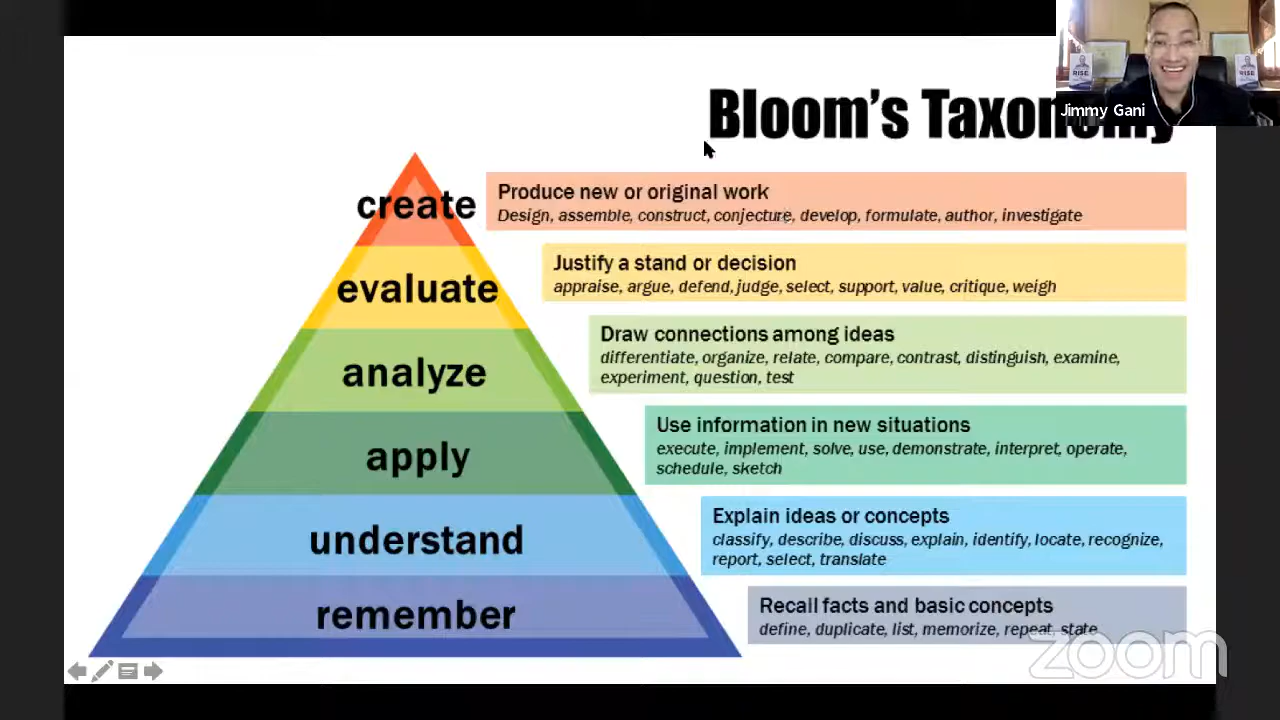 Bloom's Taxonomy
Jimmy Gani
RISE
RISE
create
Produce new or original work
Design, assemble, construct, conjecture, develop, formulate, author, investigate
evaluate
Justify a stand or decision
appraise, argue, defend, judge, select, support, value, critique, weigh
analyze
Draw connections among ideas
differentiate, organize, relate, compare, contrast, distinguish, examine,
experiment, question, test
apply
Use information in new situations
execute, implement, solve, use, demonstrate, interpret, operate,
schedule, sketch
understand
Explain ideas or concepts
classify, describe, discuss, explain, identify, locate, recognize,
report, select, translate
remember
Recall facts and basic concepts
define, duplicate, list, memorize, repeat, state
zoom